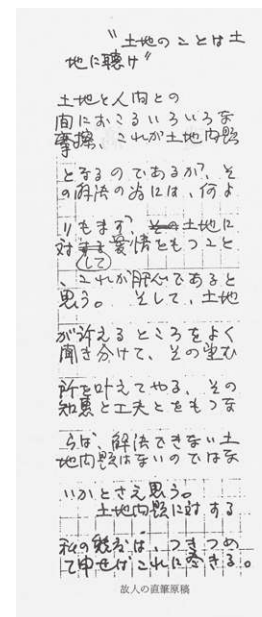 "土地のことは土
地に聴け"
土地と人間との
間におこるいろいろな
摩擦、これが土地問題
となるのであるが、そ
の解決の為には、何よ
りもまず、土地に
対して愛情をもつこと
、これが肝心であると
思う。そして、土地
が訴えるところをよく
聞き分けて、その望む
所を叶えてやる、その
知恵と工夫とをもつな
らば、解決できない土
地問題はないのではな
いかとさえ思う。
土地問題に対する
私の態度は、つきつめ
て申せばこれに尽きる。
故人の直筆原稿